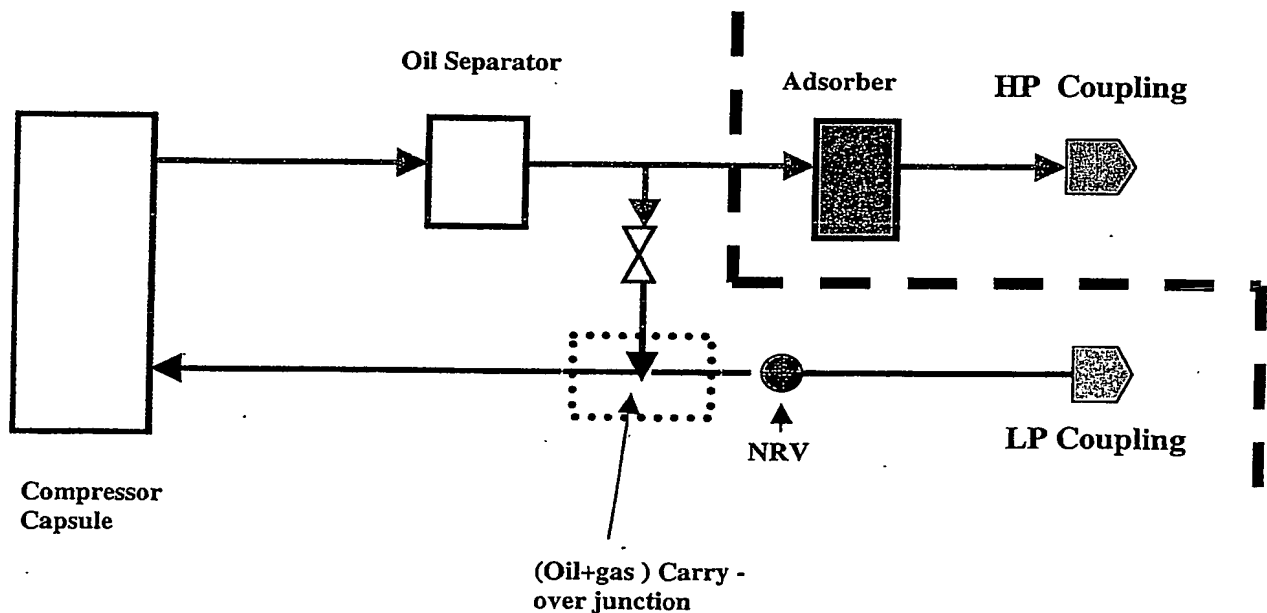 Oil Separator
Adsorber
HP Coupling
NRV
LP Coupling
Compressor
Capsule
(Oil+gas ) Carry -
over junction